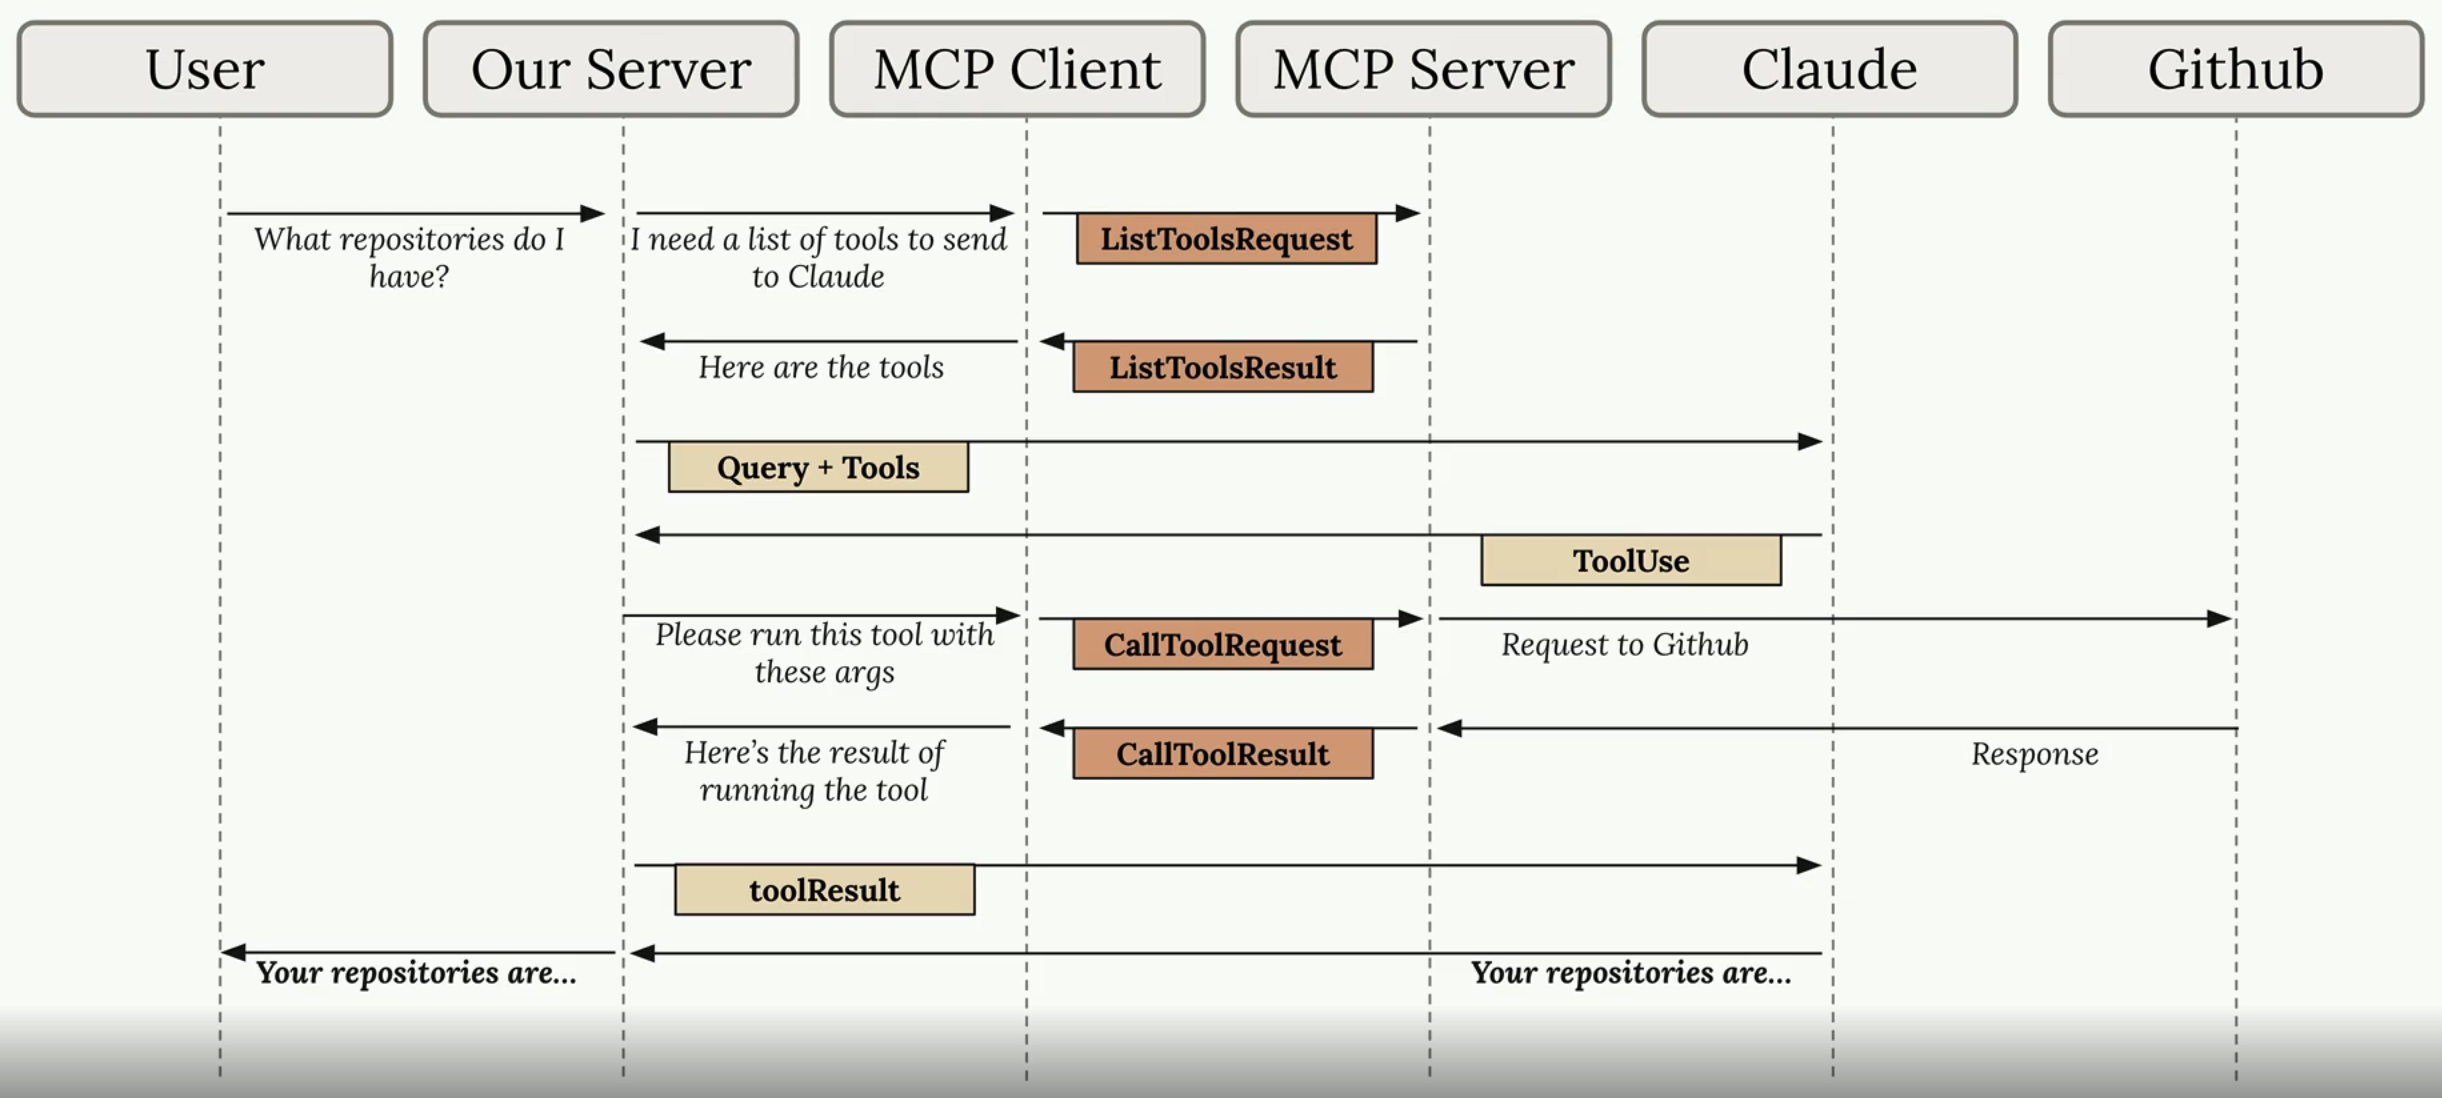 User
Our Server
MCP Client
MCP Server
Claude
Github
What repositories do I
have?
I need a list of tools to send
to Claude
ListToolsRequest
Here are the tools
ListToolsResult
Query + Tools
ToolUse
Please run this tool with
these args
CallToolRequest
Request to Github
Here’s the result of
running the tool
CallToolResult
Response
toolResult
Your repositories are...
Your repositories are...